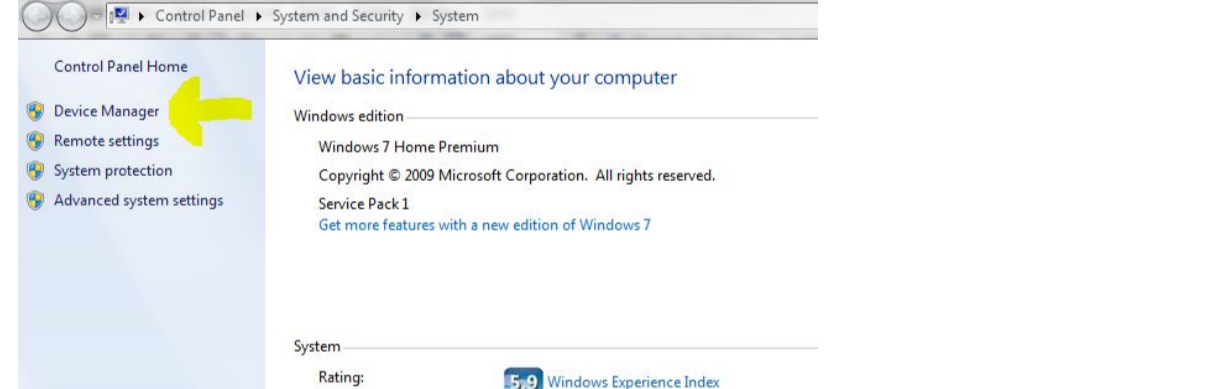 Control Panel ▸ System and Security ▸ System
Control Panel Home
Device Manager
Remote settings
System protection
Advanced system settings
View basic information about your computer
Windows edition
Windows 7 Home Premium
Copyright © 2009 Microsoft Corporation. All rights reserved.
Service Pack 1
Get more features with a new edition of Windows 7
System
Rating:
5,9 Windows Experience Index